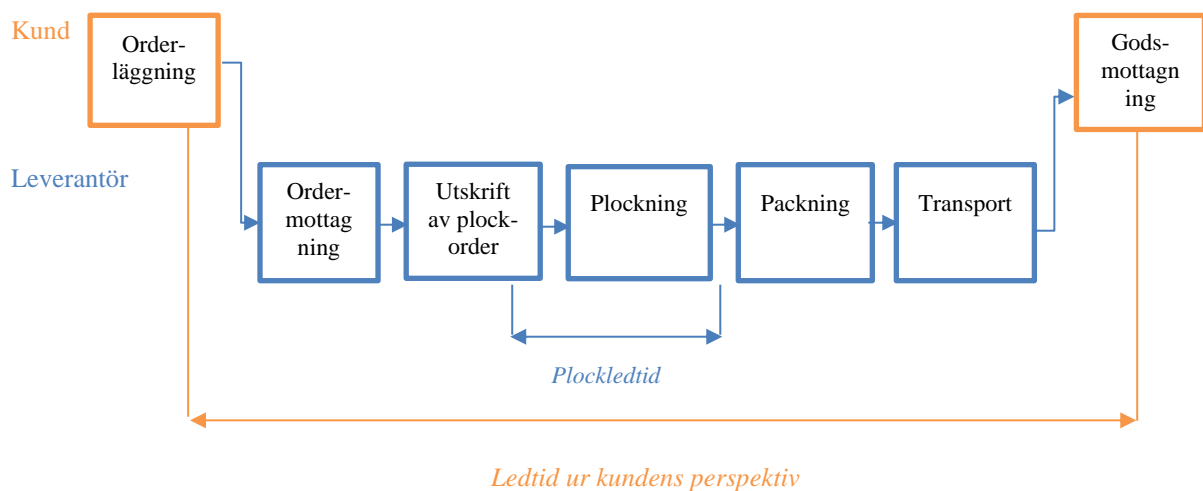 Kund
Order-
läggning
Gods-
mottagn
ing
Leverantör
Order-
mottag
ning
Utskrift
av plock-
order
Plockning
Packning
Transport
Plockledtid
Ledtid ur kundens perspektiv